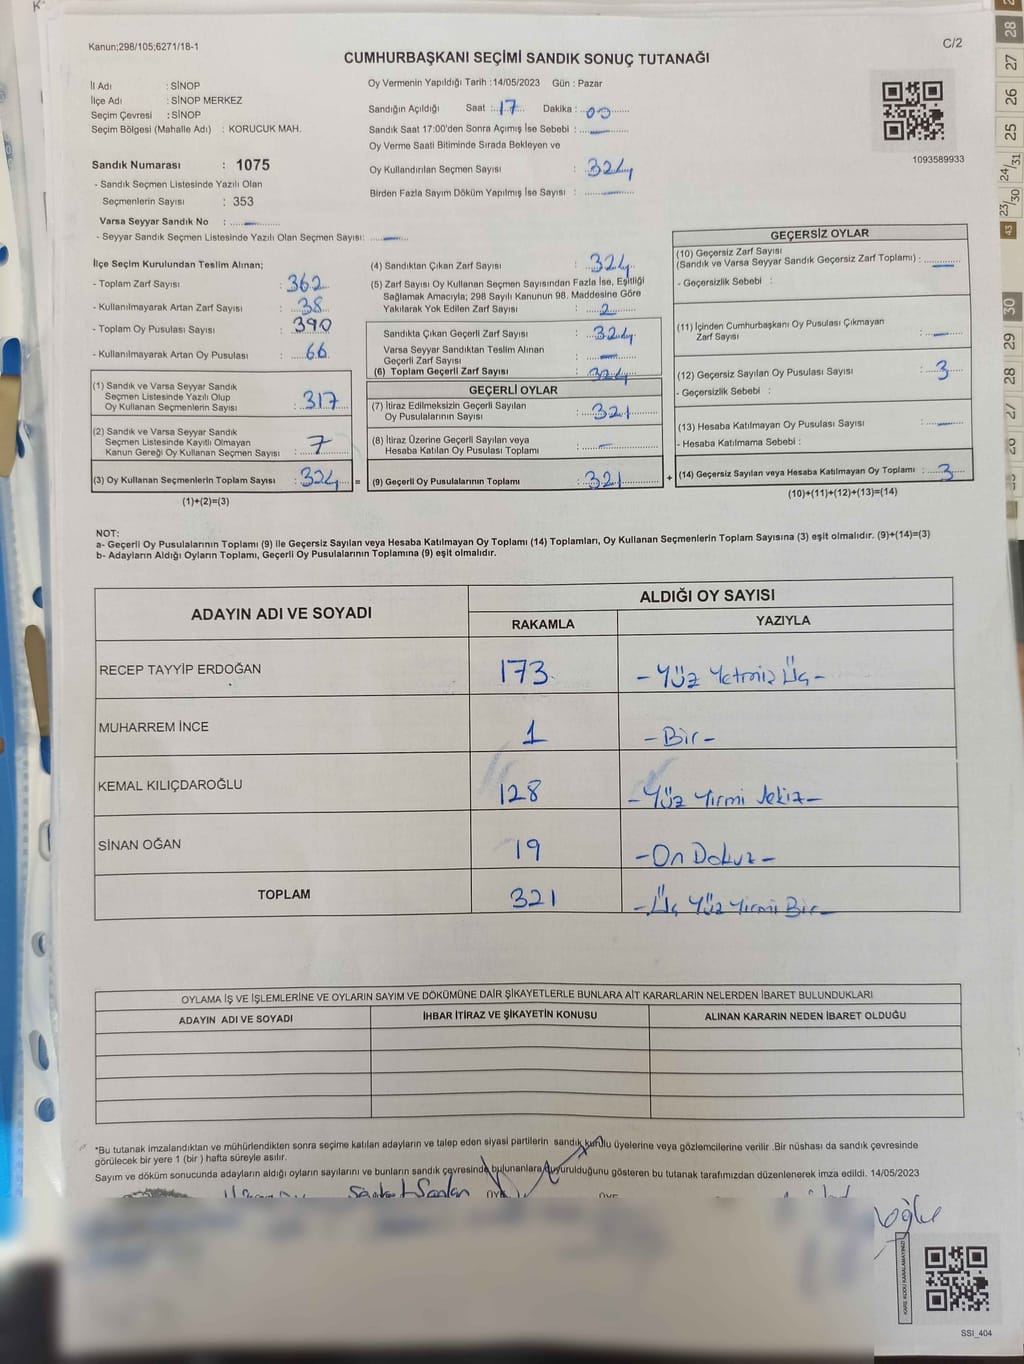 Kanun;298/105;6271/18-1
C/2
CUMHURBAŞKANI SEÇİMİ SANDIK SONUÇ TUTANAĞI
İl Adı : SİNOP
İlçe Adı : SİNOP MERKEZ
Seçim Çevresi : SİNOP
Seçim Bölgesi (Mahalle Adı) : KORUCUK MAH.
Sandık Numarası : 1075
- Sandık Seçmen Listesinde Yazılı Olan
Seçmenlerin Sayısı : 353
Varsa Seyyar Sandık No : —
- Seyyar Sandık Seçmen Listesinde Yazılı Olan Seçmen Sayısı: —
Oy Vermenin Yapıldığı Tarih :14/05/2023 Gün : Pazar
Sandığın Açıldığı Saat : 17 Dakika : 00
Sandık Saat 17:00'den Sonra Açımış İse Sebebi : —
Oy Verme Saati Bitiminde Sırada Bekleyen ve
Oy Kullandırılan Seçmen Sayısı : 324
Birden Fazla Sayım Döküm Yapılmış İse Sayısı : —
1093589933
İlçe Seçim Kurulundan Teslim Alınan;
- Toplam Zarf Sayısı : 362
- Kullanılmayarak Artan Zarf Sayısı : 38
- Toplam Oy Pusulası Sayısı : 390
- Kullanılmayarak Artan Oy Pusulası : 66
(1) Sandık ve Varsa Seyyar Sandık
Seçmen Listesinde Yazılı Olup
Oy Kullanan Seçmenlerin Sayısı : 317
(2) Sandık ve Varsa Seyyar Sandık
Seçmen Listesinde Kayıtlı Olmayan
Kanun Gereği Oy Kullanan Seçmen Sayısı : 7
(3) Oy Kullanan Seçmenlerin Toplam Sayısı : 324 =
(1)+(2)=(3)
(4) Sandıktan Çıkan Zarf Sayısı : 324
(5) Zarf Sayısı Oy Kullanan Seçmen Sayısından Fazla İse, Eşitliği
Sağlamak Amacıyla; 298 Sayılı Kanunun 98. Maddesine Göre
Yakılarak Yok Edilen Zarf Sayısı :
Sandıkta Çıkan Geçerli Zarf Sayısı : 324
Varsa Seyyar Sandıktan Teslim Alınan
Geçerli Zarf Sayısı : —
(6) Toplam Geçerli Zarf Sayısı : 324
GEÇERLİ OYLAR
(7) İtiraz Edilmeksizin Geçerli Sayılan
Oy Pusulalarının Sayısı : 321
(8) İtiraz Üzerine Geçerli Sayılan veya
Hesaba Katılan Oy Pusulası Toplamı : —
(9) Geçerli Oy Pusulalarının Toplamı : 321 +
GEÇERSİZ OYLAR
(10) Geçersiz Zarf Sayısı
(Sandık ve Varsa Seyyar Sandık Geçersiz Zarf Toplamı) : —
- Geçersizlik Sebebi :
(11) İçinden Cumhurbaşkanı Oy Pusulası Çıkmayan
Zarf Sayısı : —
(12) Geçersiz Sayılan Oy Pusulası Sayısı : 3
- Geçersizlik Sebebi :
(13) Hesaba Katılmayan Oy Pusulası Sayısı : —
- Hesaba Katılmama Sebebi :
(14) Geçersiz Sayılan veya Hesaba Katılmayan Oy Toplamı : 3
(10)+(11)+(12)+(13)=(14)
NOT:
a- Geçerli Oy Pusulalarının Toplamı (9) ile Geçersiz Sayılan veya Hesaba Katılmayan Oy Toplamı (14) Toplamları, Oy Kullanan Seçmenlerin Toplam Sayısına (3) eşit olmalıdır. (9)+(14)=(3)
b- Adayların Aldığı Oyların Toplamı, Geçerli Oy Pusulalarının Toplamına (9) eşit olmalıdır.
ADAYIN ADI VE SOYADI
ALDIĞI OY SAYISI
RAKAMLA YAZIYLA
RECEP TAYYİP ERDOĞAN 173 - Yüz Yetmiz Üç -
MUHARREM İNCE 1 - Bir -
KEMAL KILIÇDAROĞLU 128 - Yüz Yirmi Sekiz -
SİNAN OĞAN 19 - On Dokuz -
TOPLAM 321 - Üç Yüz Yirmi Bir -
OYLAMA İŞ VE İŞLEMLERİNE VE OYLARIN SAYIM VE DÖKÜMÜNE DAİR ŞİKAYETLERLE BUNLARA AİT KARARLARIN NELERDEN İBARET BULUNDUKLARI
ADAYIN ADI VE SOYADI İHBAR İTİRAZ VE ŞİKAYETİN KONUSU ALINAN KARARIN NEDEN İBARET OLDUĞU
*Bu tutanak imzalandıktan ve mühürlendikten sonra seçime katılan adayların ve talep eden siyasi partilerin sandık kurulu üyelerine veya gözlemcilerine verilir .Bir nüshası da sandık çevresinde
görülecek bir yere 1 (bir ) hafta süreyle asılır.
Sayım ve döküm sonucunda adayların aldığı oyların sayılarını ve bunların sandık çevresinde bulunanlara duyurulduğunu gösteren bu tutanak tarafımızdan düzenlenerek imza edildi. 14/05/2023
KARE KODU KARALAMAYINIZ!
SSI_404